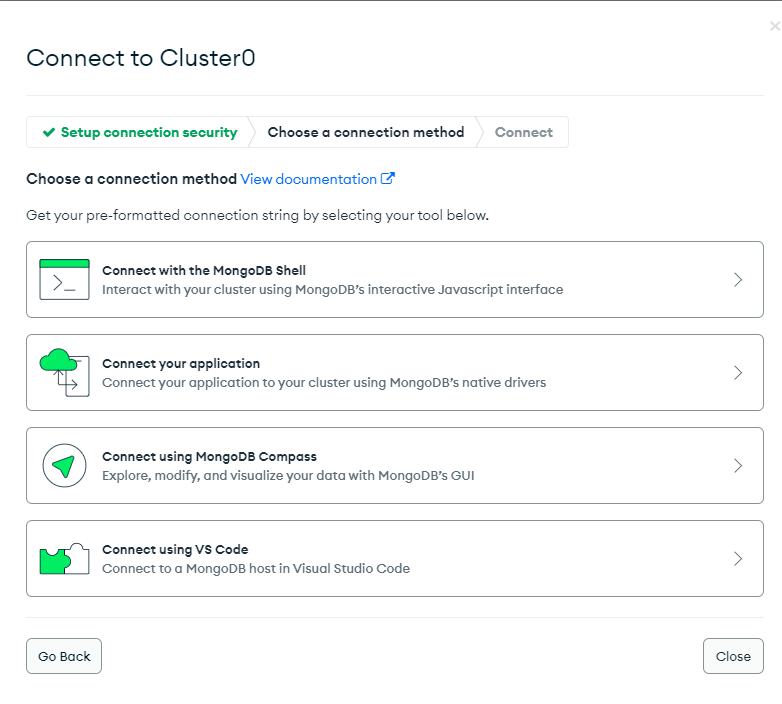 Connect to Cluster0
✔ Setup connection security Choose a connection method Connect
Choose a connection method View documentation
Get your pre-formatted connection string by selecting your tool below.
Connect with the MongoDB Shell
Interact with your cluster using MongoDB's interactive Javascript interface
Connect your application
Connect your application to your cluster using MongoDB's native drivers
Connect using MongoDB Compass
Explore, modify, and visualize your data with MongoDB's GUI
Connect using VS Code
Connect to a MongoDB host in Visual Studio Code
Go Back Close